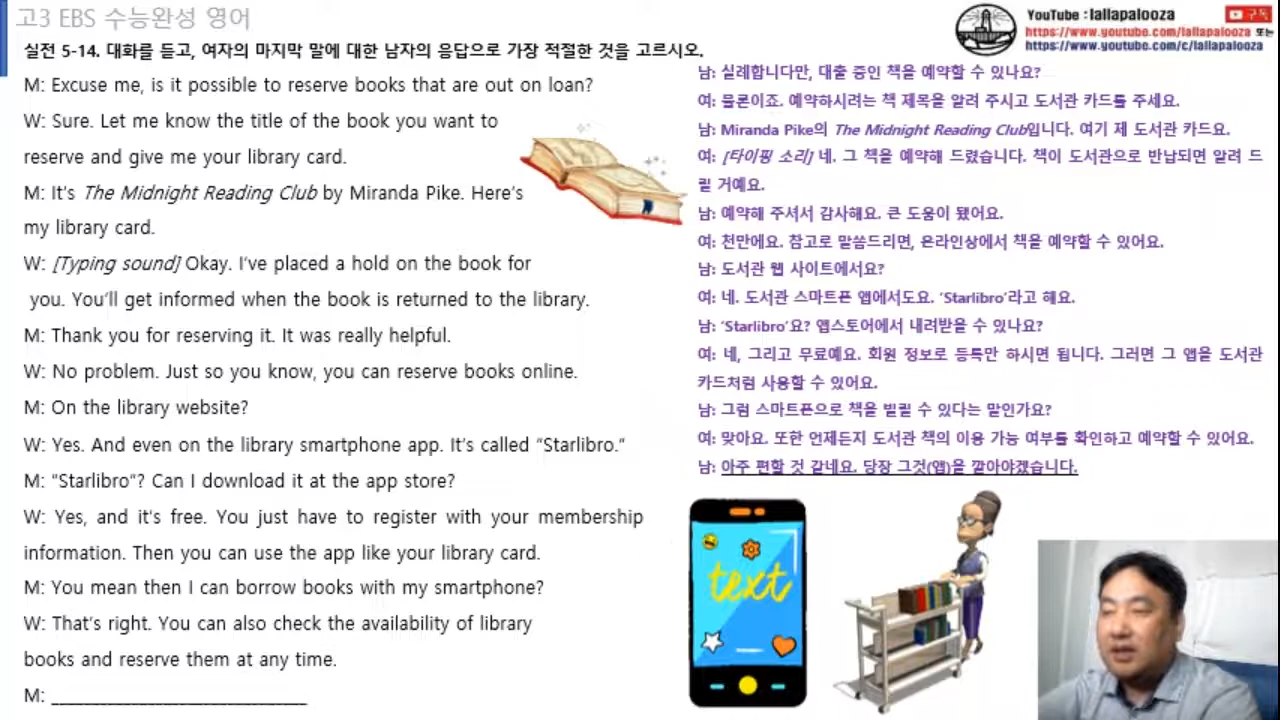 고3 EBS 수능완성 영어
YouTube : lallapalooza
구독
https://www.youtube.com/lallapalooza 또는
https://www.youtube.com/c/lallapalooza
실전 5-14. 대화를 듣고, 여자의 마지막 말에 대한 남자의 응답으로 가장 적절한 것을 고르시오.
M: Excuse me, is it possible to reserve books that are out on loan?
W: Sure. Let me know the title of the book you want to
reserve and give me your library card.
M: It's The Midnight Reading Club by Miranda Pike. Here's
my library card.
W: [Typing sound] Okay. I've placed a hold on the book for
you. You'll get informed when the book is returned to the library.
M: Thank you for reserving it. It was really helpful.
W: No problem. Just so you know, you can reserve books online.
M: On the library website?
W: Yes. And even on the library smartphone app. It's called “Starlibro.”
M: “Starlibro”? Can I download it at the app store?
W: Yes, and it's free. You just have to register with your membership
information. Then you can use the app like your library card.
M: You mean then I can borrow books with my smartphone?
W: That's right. You can also check the availability of library
books and reserve them at any time.
M: ______________________________
남: 실례합니다만, 대출 중인 책을 예약할 수 있나요?
여: 물론이죠. 예약하시려는 책 제목을 알려 주시고 도서관 카드를 주세요.
남: Miranda Pike의 The Midnight Reading Club입니다. 여기 제 도서관 카드요.
여: [타이핑 소리] 네. 그 책을 예약해 드렸습니다. 책이 도서관으로 반납되면 알려 드
릴 거예요.
남: 예약해 주셔서 감사해요. 큰 도움이 됐어요.
여: 천만에요. 참고로 말씀드리면, 온라인상에서 책을 예약할 수 있어요.
남: 도서관 웹 사이트에서요?
여: 네. 도서관 스마트폰 앱에서도요. ‘Starlibro’라고 해요.
남: ‘Starlibro’요? 앱스토어에서 내려받을 수 있나요?
여: 네, 그리고 무료예요. 회원 정보로 등록만 하시면 됩니다. 그러면 그 앱을 도서관
카드처럼 사용할 수 있어요.
남: 그럼 스마트폰으로 책을 빌릴 수 있다는 말인가요?
여: 맞아요. 또한 언제든지 도서관 책의 이용 가능 여부를 확인하고 예약할 수 있어요.
남: 아주 편할 것 같네요. 당장 그것(앱)을 깔아야겠습니다.
text